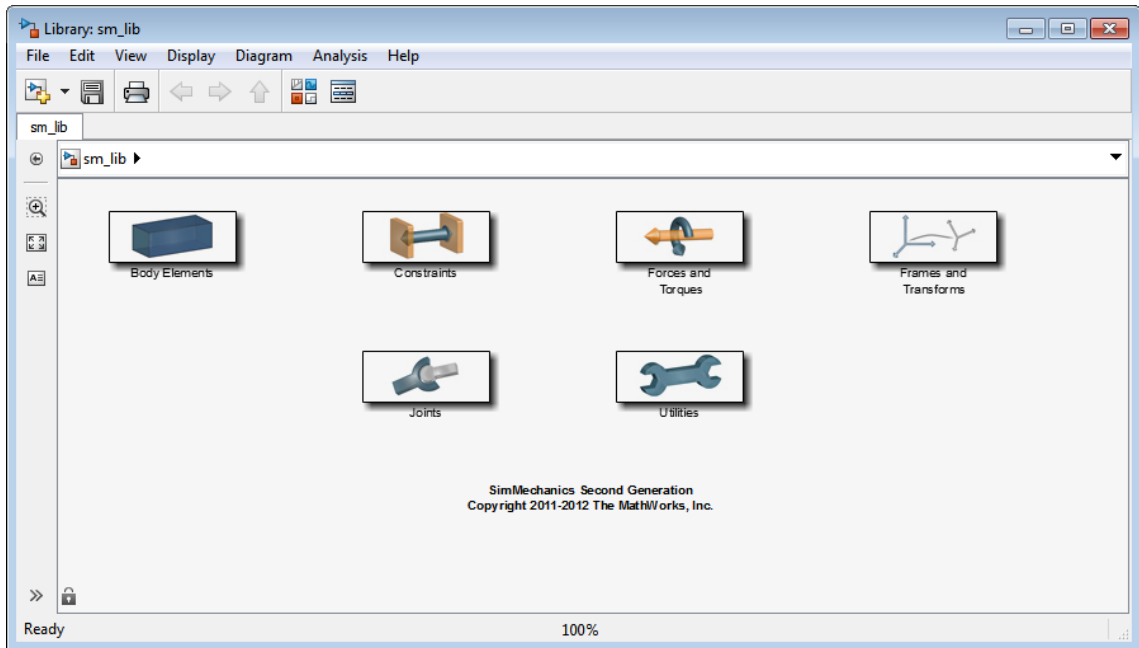 Library: sm_lib
File Edit View Display Diagram Analysis Help
sm_lib
sm_lib
Body Elements
Constraints
Forces and
Torques
Frames and
Transforms
Joints
Utilities
SimMechanics Second Generation
Copyright 2011-2012 The MathWorks, Inc.
Ready 100%